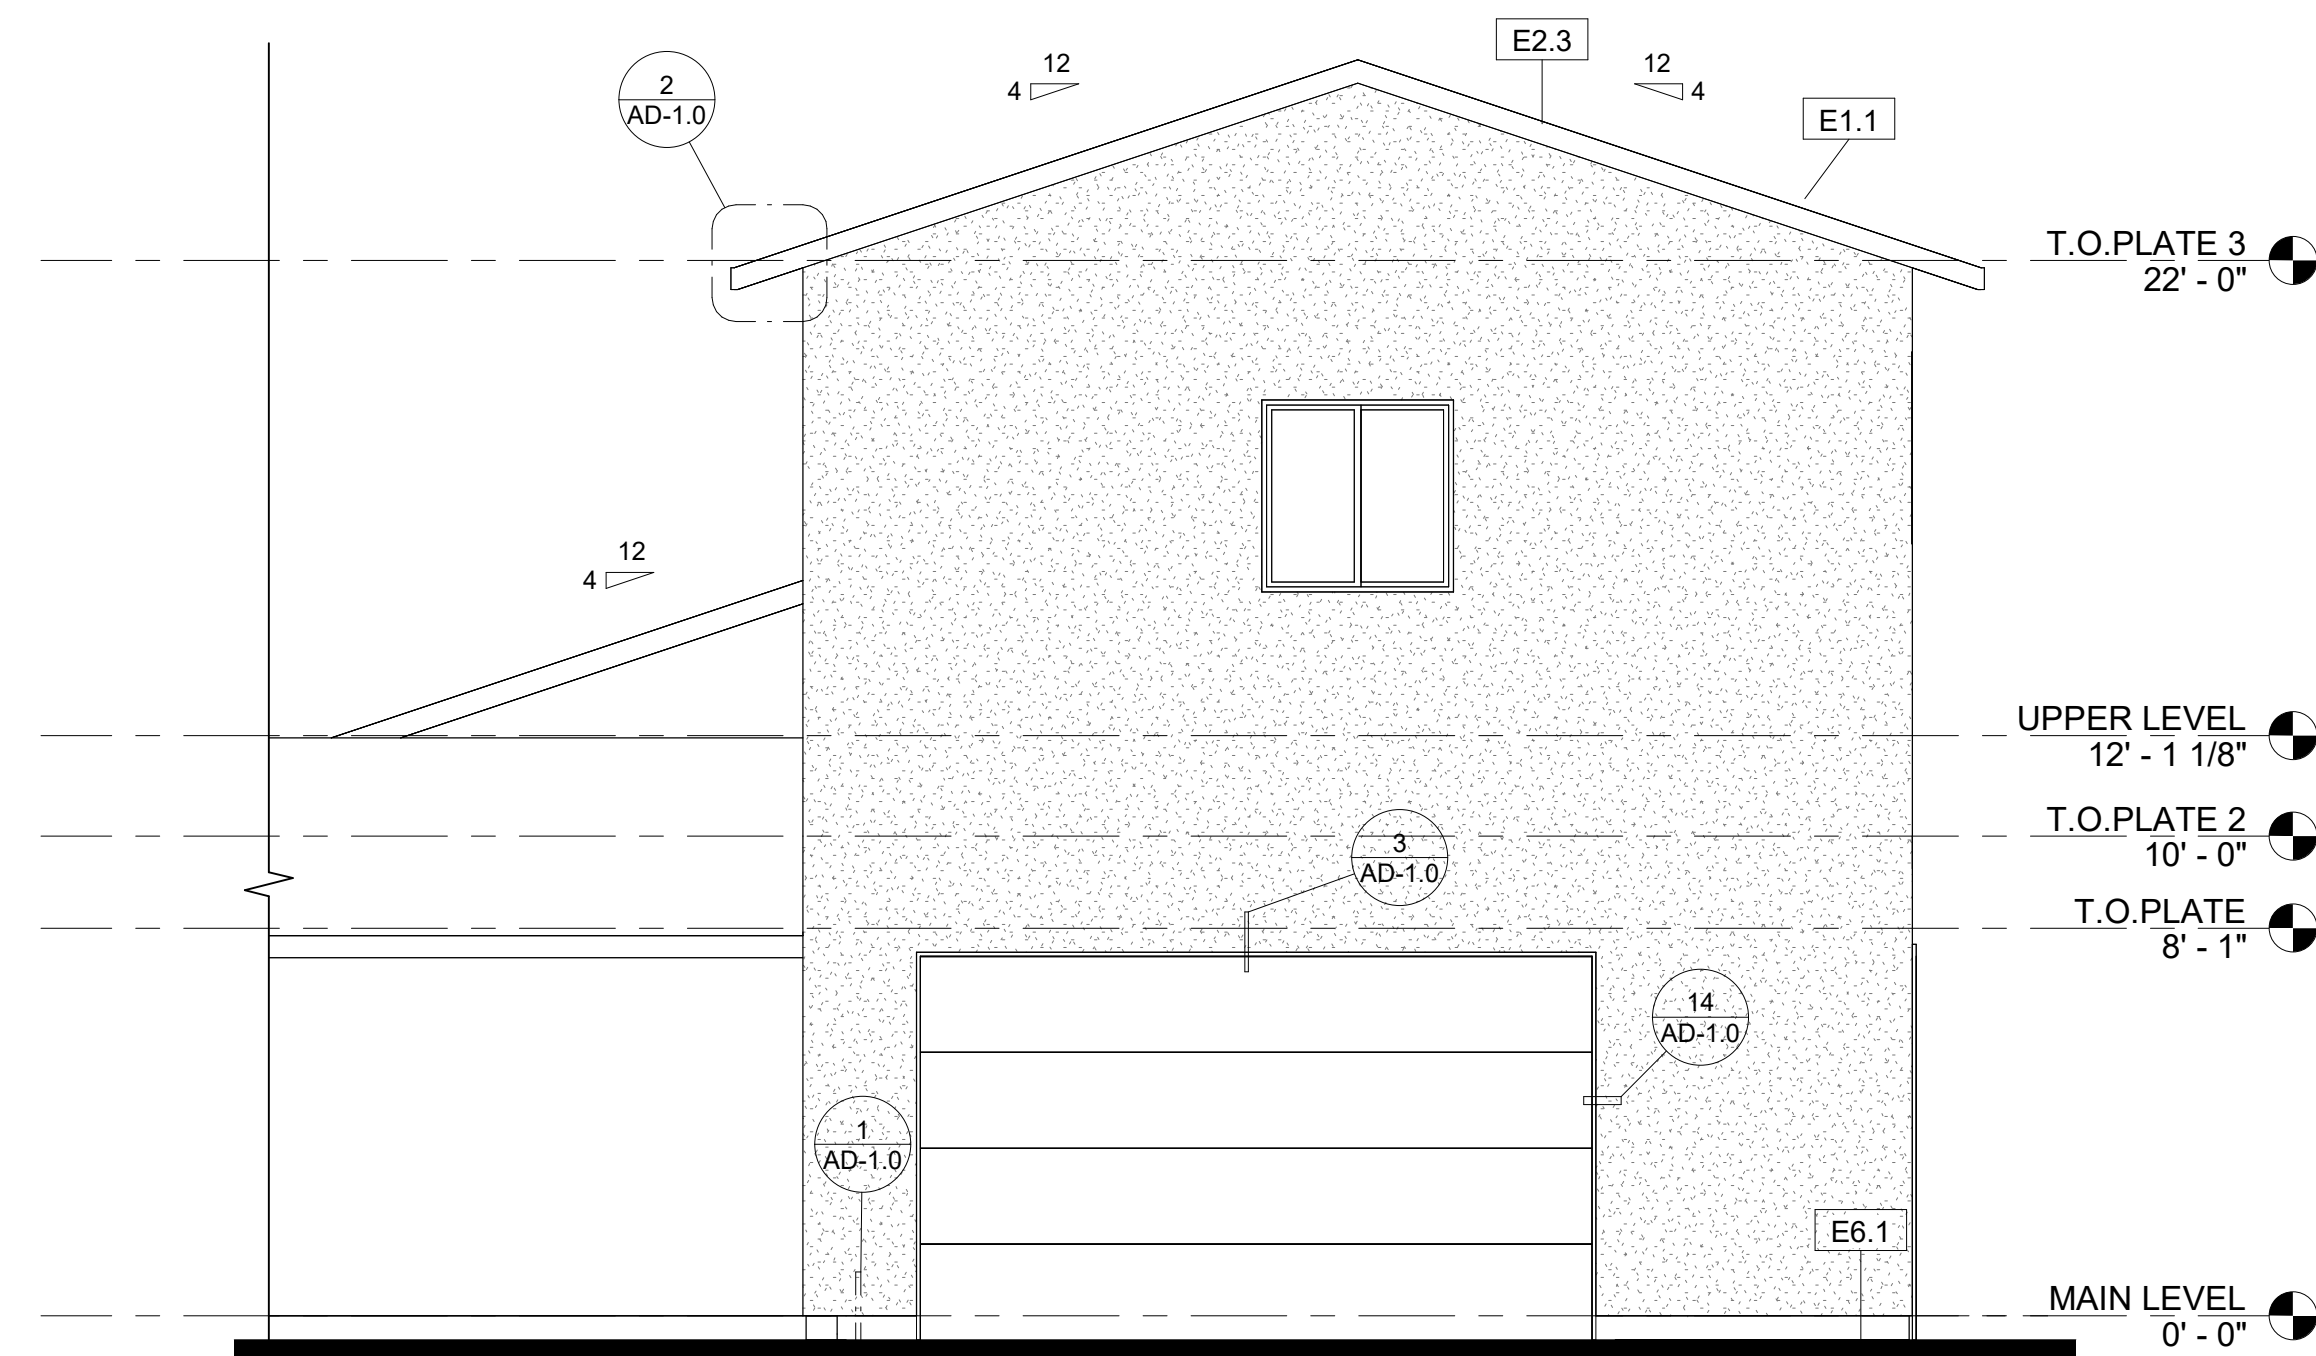 E2.3
12
4
12
4
2
AD-1.0
E1.1
T.O.PLATE 3
22' - 0"
12
4
UPPER LEVEL
12' - 1 1/8"
T.O.PLATE 2
10' - 0"
3
AD-1.0
T.O.PLATE
8' - 1"
14
AD-1.0
1
AD-1.0
E6.1
MAIN LEVEL
0' - 0"